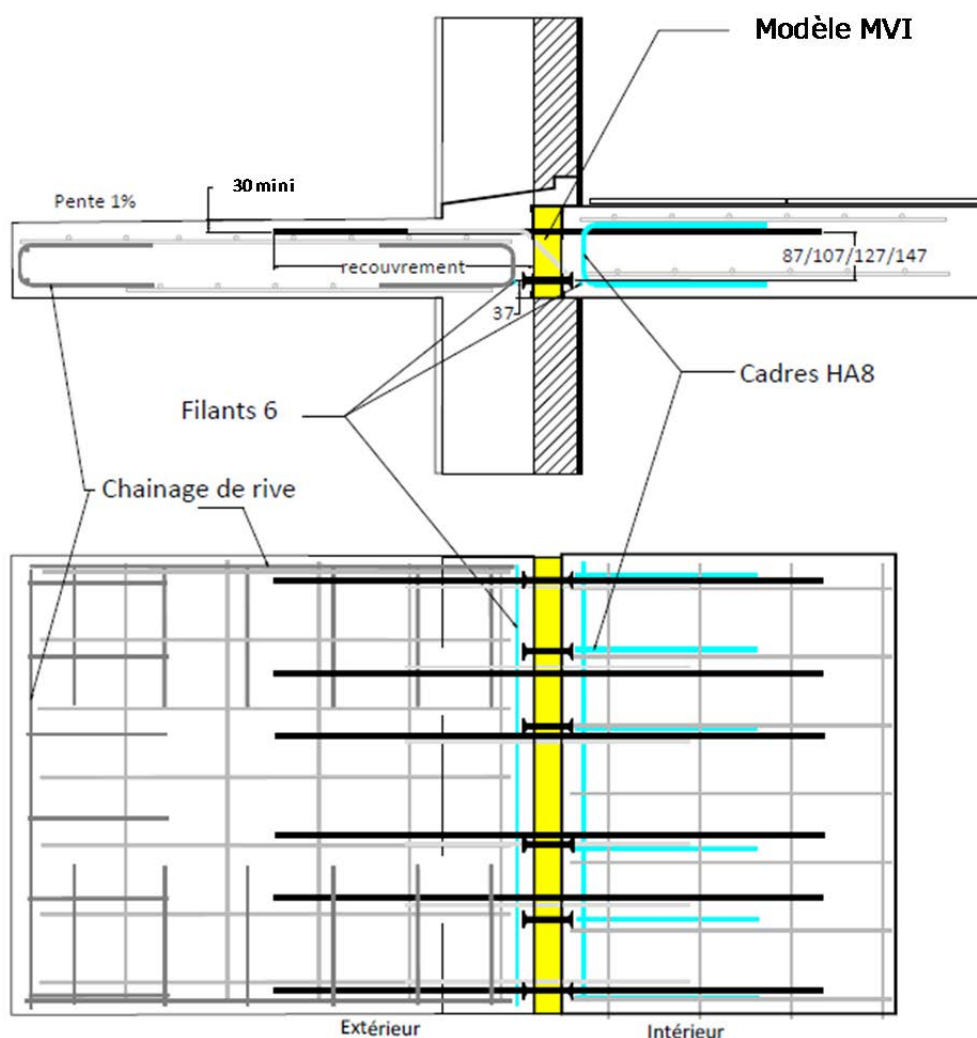 Modèle MVI
30 mini
Pente 1%
recouvrement
87/107/127/147
37
Cadres HA8
Filants 6
Chainage de rive
Extérieur
Intérieur